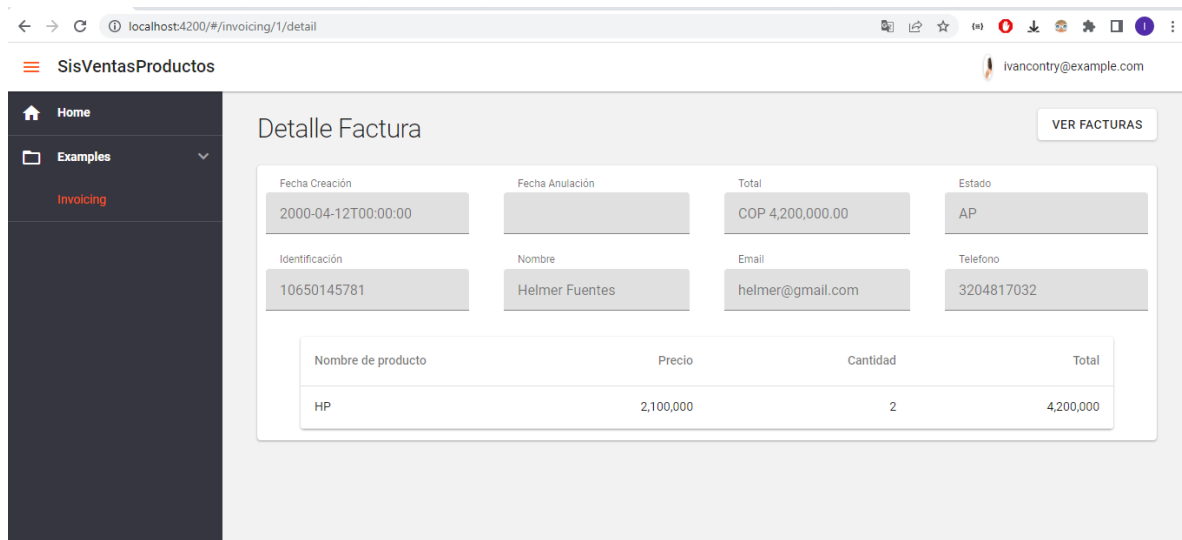 localhost:4200/#/invoicing/1/detail
SisVentasProductos
ivancontry@example.com
Home
Examples
Invoicing
Detalle Factura
VER FACTURAS
Fecha Creación Fecha Anulación Total Estado
2000-04-12T00:00:00 COP 4,200,000.00 AP
Identificación Nombre Email Telefono
10650145781 Helmer Fuentes helmer@gmail.com 3204817032
Nombre de producto Precio Cantidad Total
HP 2,100,000 2 4,200,000